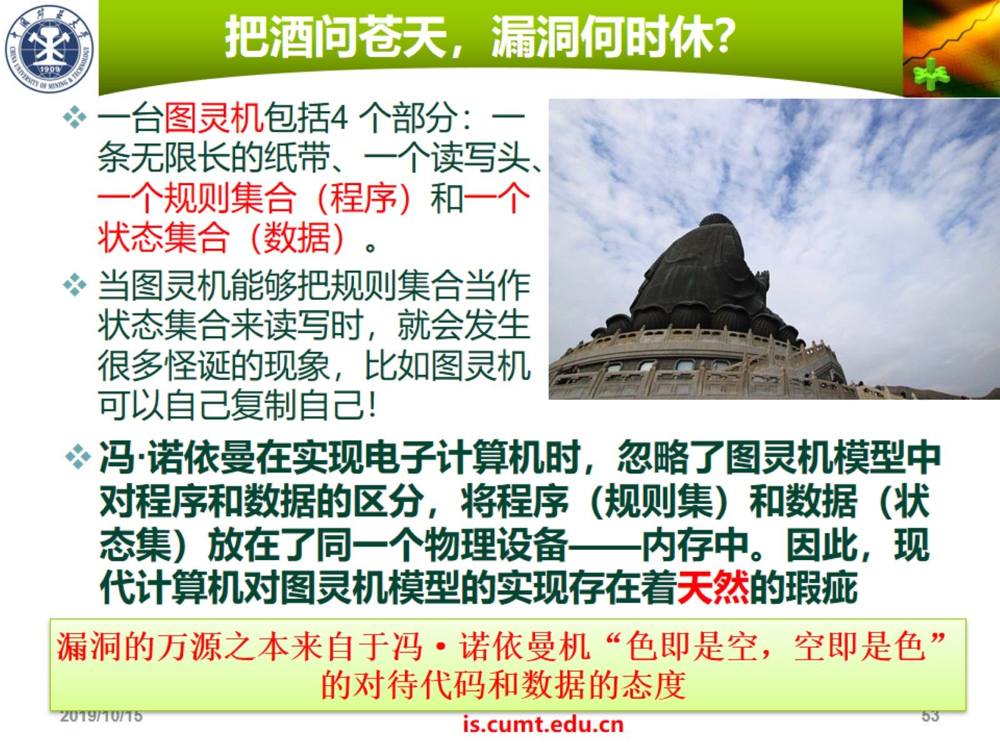 把酒问苍天，漏洞何时休？
中国矿业大学
CHINA UNIVERSITY OF MINING & TECHNOLOGY
1909
一台图灵机包括4 个部分：一
条无限长的纸带、一个读写头、
一个规则集合（程序）和一个
状态集合（数据）。
当图灵机能够把规则集合当作
状态集合来读写时，就会发生
很多怪诞的现象，比如图灵机
可以自己复制自己！
冯·诺依曼在实现电子计算机时，忽略了图灵机模型中
对程序和数据的区分，将程序（规则集）和数据（状
态集）放在了同一个物理设备——内存中。因此，现
代计算机对图灵机模型的实现存在着天然的瑕疵
漏洞的万源之本来自于冯•诺依曼机“色即是空，空即是色”
的对待代码和数据的态度
2019/10/15
is.cumt.edu.cn
53